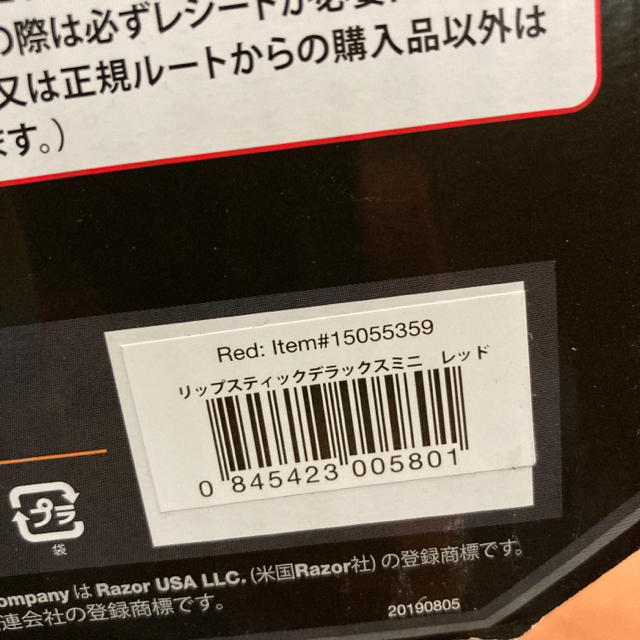 の際は必ずレシートが必要
又は正規ルートからの購入品以外は
ます。）
Red: Item#15055359
リップスティックデラックスミニ　レッド
0 845423 005801
プラ
袋
ompany は Razor USA LLC. (米国Razor社) の登録商標です。
連会社の登録商標です。
20190805